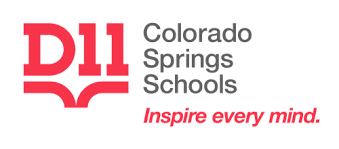 D11
Colorado
Springs
Schools
Inspire every mind.